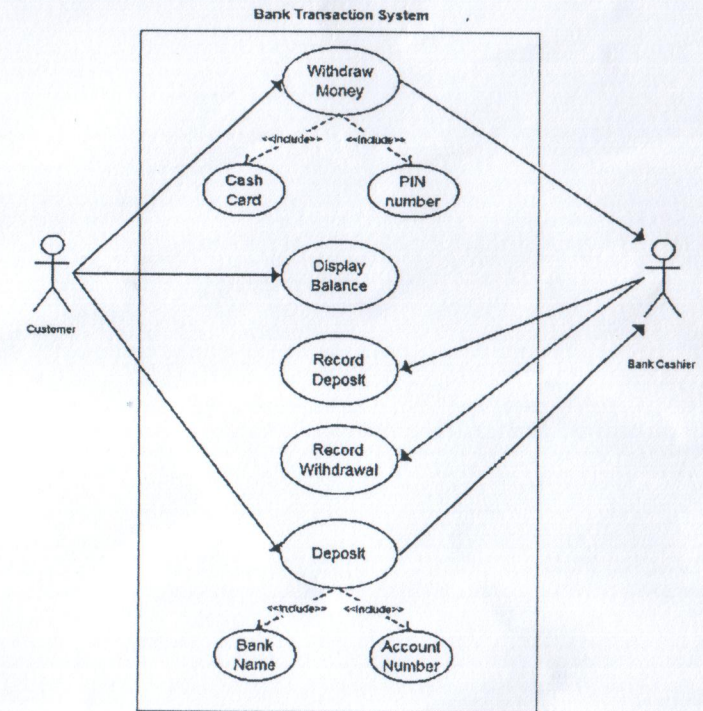 Bank Transaction System
Withdraw
Money
<<Include>>
<<Include>>
Cash
Card
PIN
number
Display
Balance
Customer
Record
Deposit
Bank Cashier
Record
Withdrawal
Deposit
<<Include>>
<<Include>>
Bank
Name
Account
Number